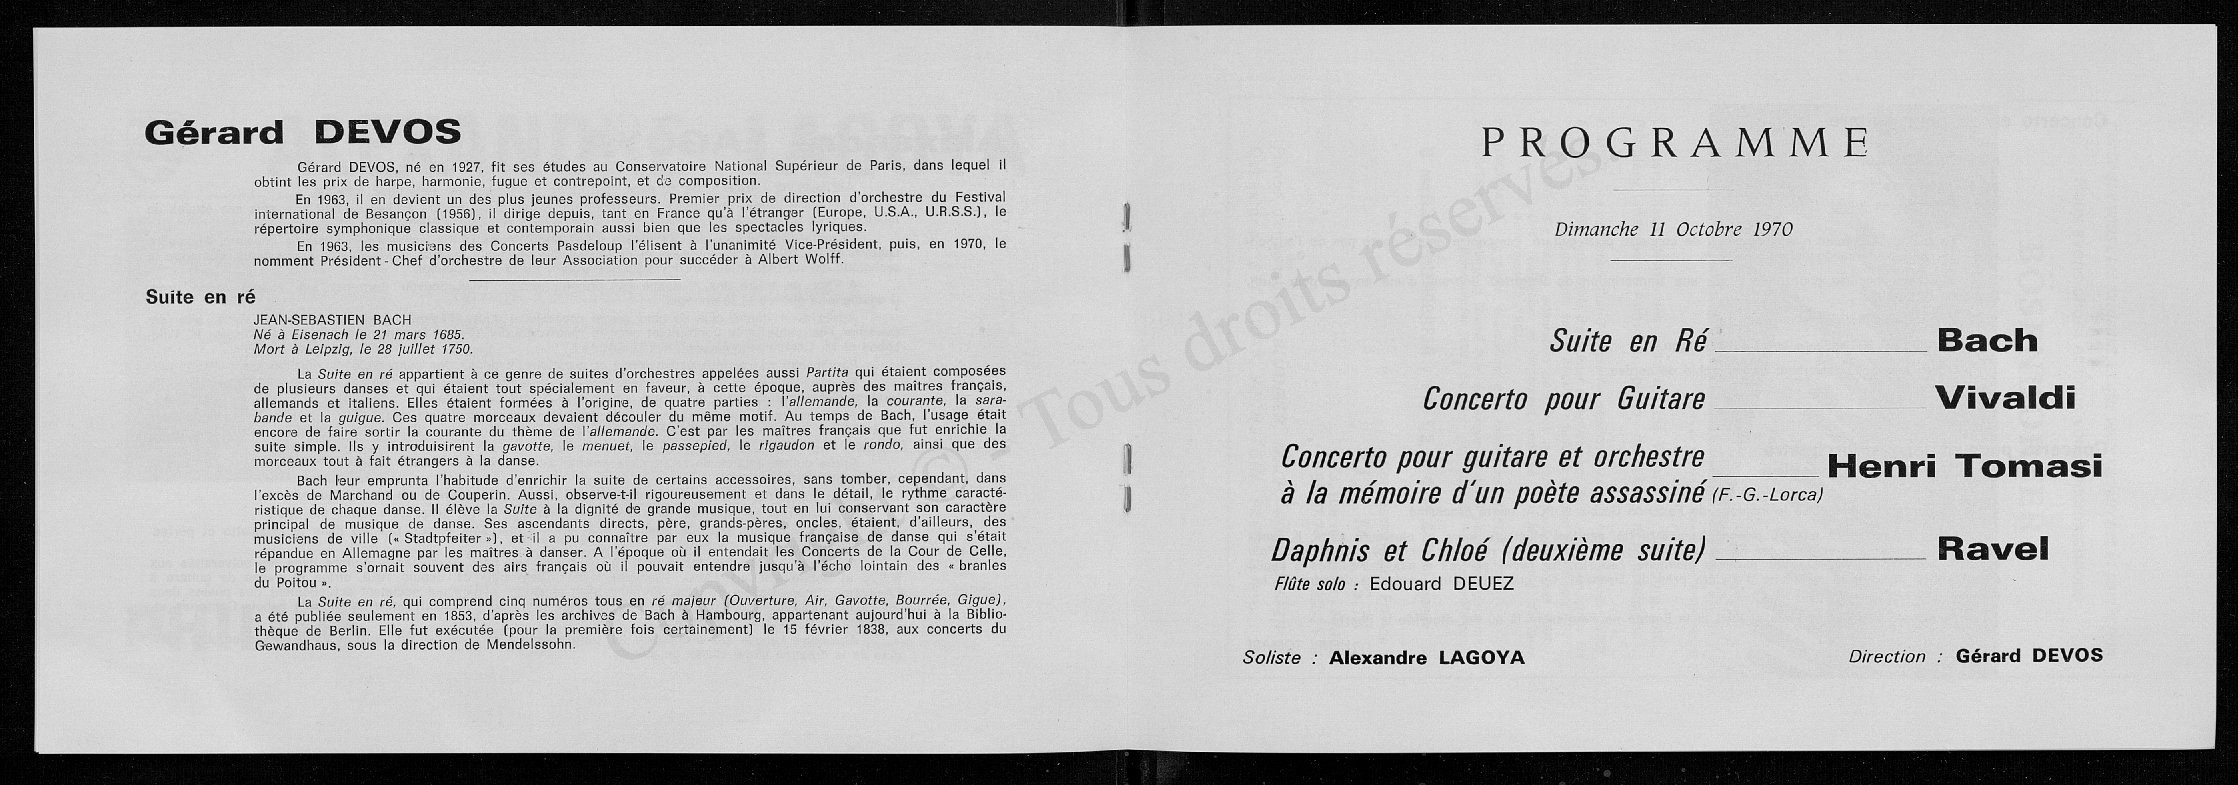 Gérard DEVOS
Gérard DEVOS, né en 1927, fit ses études au Conservatoire National Supérieur de Paris, dans lequel il
obtint les prix de harpe, harmonie, fugue et contrepoint, et de composition.
En 1963, il en devient un des plus jeunes professeurs. Premier prix de direction d'orchestre du Festival
international de Besançon (1956), il dirige depuis, tant en France qu'à l'étranger (Europe, U.S.A., U.R.S.S.), le
répertoire symphonique classique et contemporain aussi bien que les spectacles lyriques.
En 1963, les musiciens des Concerts Pasdeloup l'élisent à l'unanimité Vice-Président, puis, en 1970, le
nomment Président - Chef d'orchestre de leur Association pour succéder à Albert Wolff.
Suite en ré
JEAN-SEBASTIEN BACH
Né à Eisenach le 21 mars 1685.
Mort à Leipzig, le 28 juillet 1750.
La Suite en ré appartient à ce genre de suites d'orchestres appelées aussi Partita qui étaient composées
de plusieurs danses et qui étaient tout spécialement en faveur, à cette époque, auprès des maîtres français,
allemands et italiens. Elles étaient formées à l'origine, de quatre parties : l'allemande, la courante, la sara-
bande et la guigue. Ces quatre morceaux devaient découler du même motif. Au temps de Bach, l'usage était
encore de faire sortir la courante du thème de l'allemande. C'est par les maîtres français que fut enrichie la
suite simple. Ils y introduisirent la gavotte, le menuet, le passepied, le rigaudon et le rondo, ainsi que des
morceaux tout à fait étrangers à la danse.
Bach leur emprunta l'habitude d'enrichir la suite de certains accessoires, sans tomber, cependant, dans
l'excès de Marchand ou de Couperin. Aussi, observe-t-il rigoureusement et dans le détail, le rythme caracté-
ristique de chaque danse. Il élève la Suite à la dignité de grande musique, tout en lui conservant son caractère
principal de musique de danse. Ses ascendants directs, père, grands-pères, oncles, étaient, d'ailleurs, des
musiciens de ville (« Stadtpfeiter »), et il a pu connaître par eux la musique française de danse qui s'était
répandue en Allemagne par les maîtres à danser. A l'époque où il entendait les Concerts de la Cour de Celle,
le programme s'ornait souvent des airs français où il pouvait entendre jusqu'à l'écho lointain des « branles
du Poitou ».
La Suite en ré, qui comprend cinq numéros tous en ré majeur (Ouverture, Air, Gavotte, Bourrée, Gigue),
a été publiée seulement en 1853, d'après les archives de Bach à Hambourg, appartenant aujourd'hui à la Biblio-
thèque de Berlin. Elle fut exécutée (pour la première fois certainement) le 15 février 1838, aux concerts du
Gewandhaus, sous la direction de Mendelssohn.
Copyright © - Tous droits réservés
PROGRAMME
Dimanche 11 Octobre 1970
Suite en Ré Bach
Concerto pour Guitare Vivaldi
Concerto pour guitare et orchestre
à la mémoire d'un poète assassiné (F.-G.-Lorca) Henri Tomasi
Daphnis et Chloé (deuxième suite) Ravel
Flûte solo : Edouard DEUEZ
Soliste : Alexandre LAGOYA Direction : Gérard DEVOS